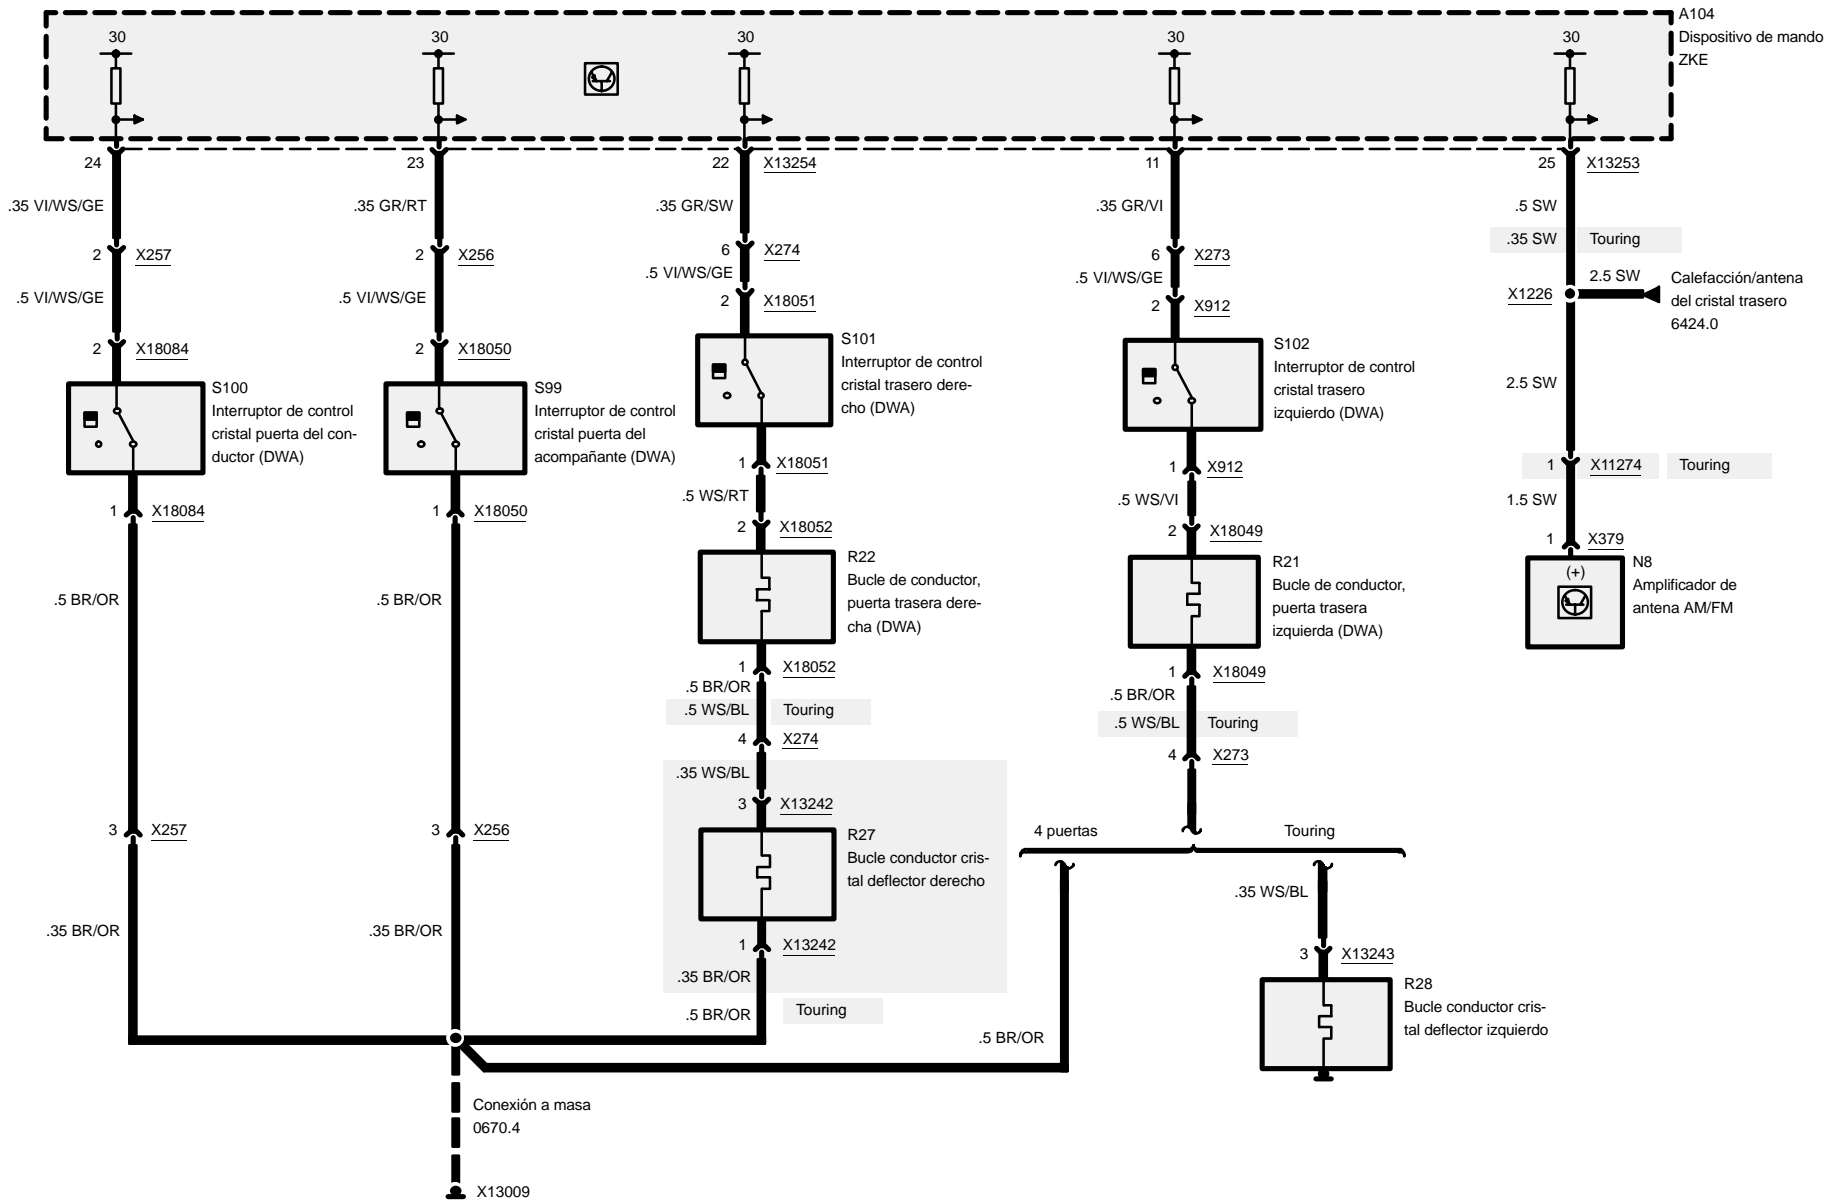 A104
Dispositivo de mando
ZKE
30
30
30
30
30
24
23
22
X13254
11
25
X13253
.35 VI/WS/GE
.35 GR/RT
.35 GR/SW
.35 GR/VI
.5 SW
.35 SW
Touring
2
X257
2
X256
6
X274
6
X273
.5 VI/WS/GE
.5 VI/WS/GE
.5 VI/WS/GE
.5 VI/WS/GE
2
X18051
2
X912
X1226
2.5 SW
Calefacción/antena
del cristal trasero
6424.0
2
X18084
2
X18050
S101
Interruptor de control
cristal trasero dere-
cho (DWA)
S102
Interruptor de control
cristal trasero
izquierdo (DWA)
2.5 SW
S100
Interruptor de control
cristal puerta del con-
ductor (DWA)
S99
Interruptor de control
cristal puerta del
acompañante (DWA)
1
X18051
1
X912
1
X11274
Touring
.5 WS/RT
.5 WS/VI
1.5 SW
1
X18084
1
X18050
2
X18052
2
X18049
1
X379
R22
Bucle de conductor,
puerta trasera dere-
cha (DWA)
R21
Bucle de conductor,
puerta trasera
izquierda (DWA)
(+)
N8
Amplificador de
antena AM/FM
.5 BR/OR
.5 BR/OR
1
X18052
1
X18049
.5 BR/OR
.5 BR/OR
.5 WS/BL
Touring
.5 WS/BL
Touring
4
X274
4
X273
.35 WS/BL
3
X13242
3
X257
3
X256
R27
Bucle conductor cris-
tal deflector derecho
4 puertas
Touring
.35 WS/BL
.35 BR/OR
.35 BR/OR
1
X13242
3
X13243
.35 BR/OR
R28
Bucle conductor cris-
tal deflector izquierdo
.5 BR/OR
Touring
.5 BR/OR
Conexión a masa
0670.4
X13009